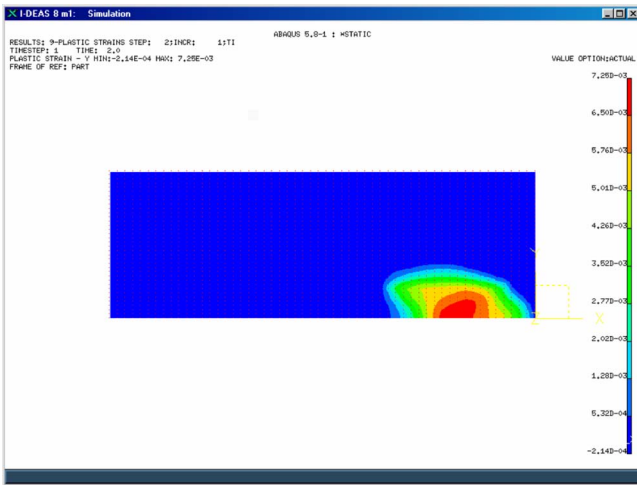 I-DEAS 8 m1: Simulation
ABAQUS 5.8-1 : *STATIC
RESULTS: 9-PLASTIC STRAINS STEP: 2;INCR: 1;TI
TIMESTEP: 1 TIME: 2.0
PLASTIC STRAIN - Y MIN:-2.14E-04 MAX: 7.25E-03
FRAME OF REF: PART
VALUE OPTION:ACTUAL
7.25D-03
6.50D-03
5.76D-03
5.01D-03
4.26D-03
3.52D-03
2.77D-03
2.02D-03
1.28D-03
5.32D-04
-2.14D-04
Z X